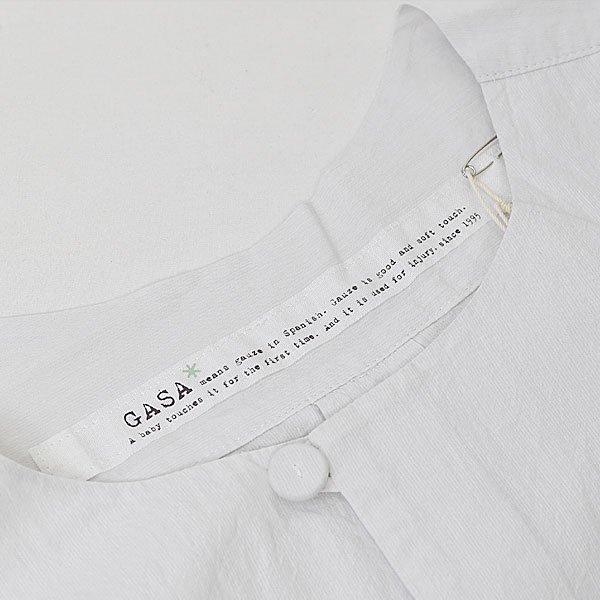 GASA* means gauze in Spanish. Gauze is good and soft touch.
A baby touches it for the first time. And it is used for injury. since 1995